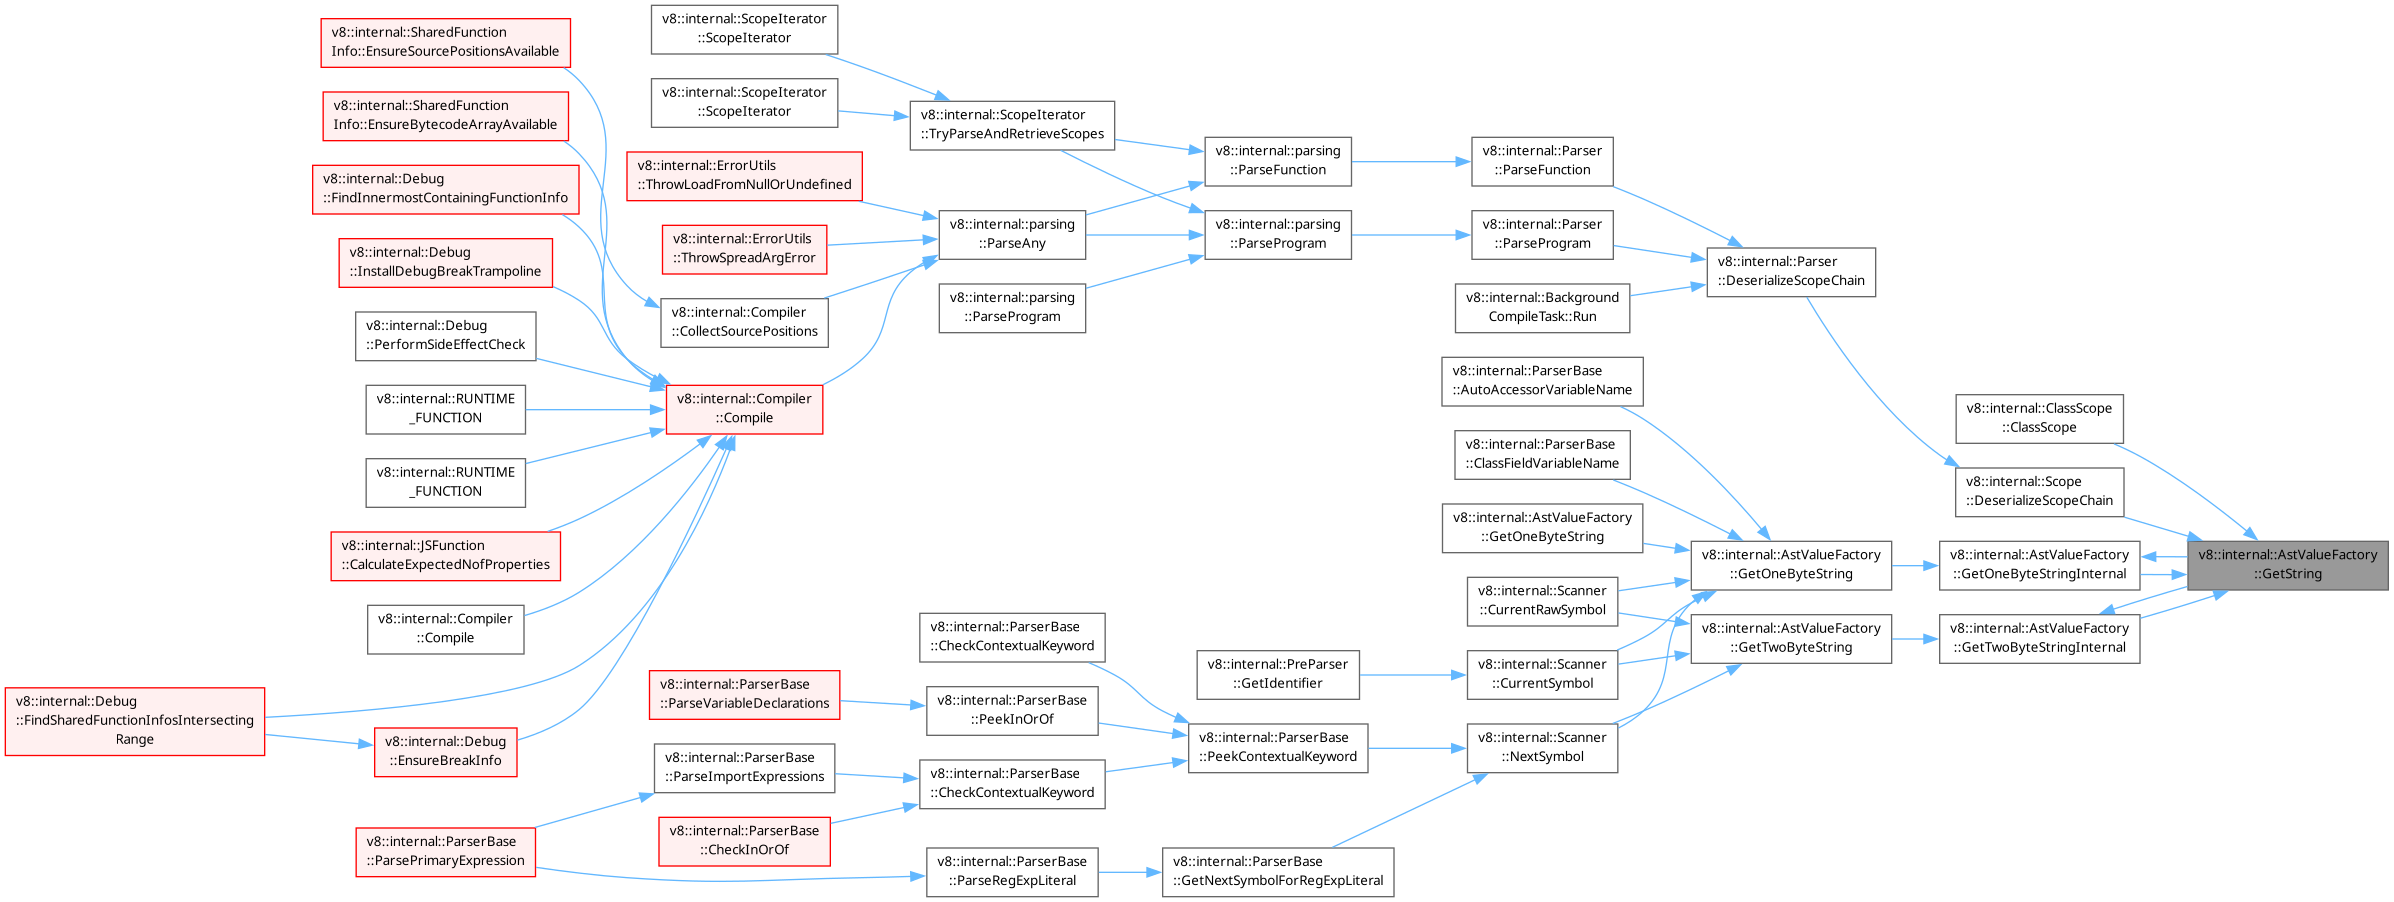 v8::internal::SharedFunction
Info::EnsureSourcePositionsAvailable
v8::internal::SharedFunction
Info::EnsureBytecodeArrayAvailable
v8::internal::Debug
::FindInnermostContainingFunctionInfo
v8::internal::Debug
::InstallDebugBreakTrampoline
v8::internal::Debug
::PerformSideEffectCheck
v8::internal::RUNTIME
_FUNCTION
v8::internal::RUNTIME
_FUNCTION
v8::internal::JSFunction
::CalculateExpectedNofProperties
v8::internal::Compiler
::Compile
v8::internal::Debug
::FindSharedFunctionInfosIntersecting
Range
v8::internal::Debug
::EnsureBreakInfo
v8::internal::ParserBase
::ParsePrimaryExpression
v8::internal::ScopeIterator
::ScopeIterator
v8::internal::ScopeIterator
::ScopeIterator
v8::internal::ErrorUtils
::ThrowLoadFromNullOrUndefined
v8::internal::ErrorUtils
::ThrowSpreadArgError
v8::internal::Compiler
::CollectSourcePositions
v8::internal::Compiler
::Compile
v8::internal::ParserBase
::ParseVariableDeclarations
v8::internal::ParserBase
::ParseImportExpressions
v8::internal::ParserBase
::CheckInOrOf
v8::internal::ScopeIterator
::TryParseAndRetrieveScopes
v8::internal::parsing
::ParseAny
v8::internal::parsing
::ParseProgram
v8::internal::ParserBase
::CheckContextualKeyword
v8::internal::ParserBase
::PeekInOrOf
v8::internal::ParserBase
::CheckContextualKeyword
v8::internal::ParserBase
::ParseRegExpLiteral
v8::internal::parsing
::ParseFunction
v8::internal::parsing
::ParseProgram
v8::internal::PreParser
::GetIdentifier
v8::internal::ParserBase
::PeekContextualKeyword
v8::internal::ParserBase
::GetNextSymbolForRegExpLiteral
v8::internal::Parser
::ParseFunction
v8::internal::Parser
::ParseProgram
v8::internal::Background
CompileTask::Run
v8::internal::ParserBase
::AutoAccessorVariableName
v8::internal::ParserBase
::ClassFieldVariableName
v8::internal::AstValueFactory
::GetOneByteString
v8::internal::Scanner
::CurrentRawSymbol
v8::internal::Scanner
::CurrentSymbol
v8::internal::Scanner
::NextSymbol
v8::internal::Parser
::DeserializeScopeChain
v8::internal::AstValueFactory
::GetOneByteString
v8::internal::AstValueFactory
::GetTwoByteString
v8::internal::ClassScope
::ClassScope
v8::internal::Scope
::DeserializeScopeChain
v8::internal::AstValueFactory
::GetOneByteStringInternal
v8::internal::AstValueFactory
::GetTwoByteStringInternal
v8::internal::AstValueFactory
::GetString